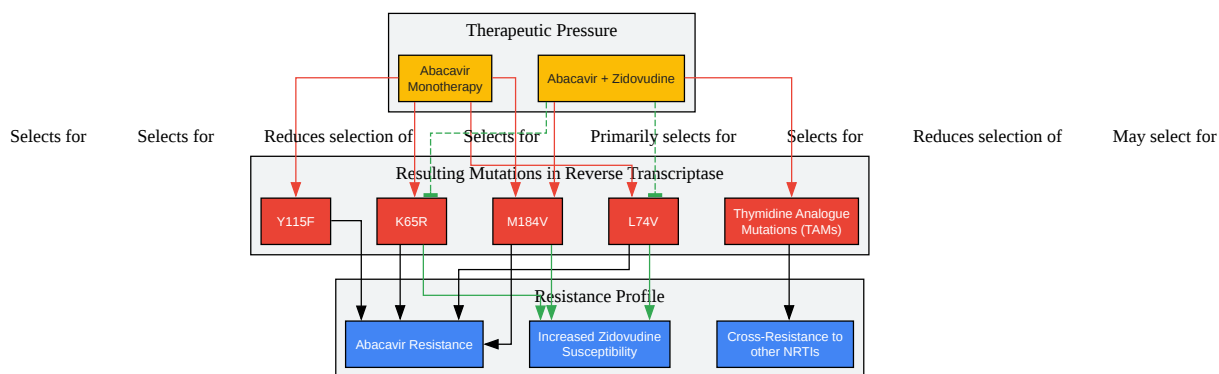 Therapeutic Pressure
Abacavir
Monotherapy
Abacavir + Zidovudine
Selects for
Selects for
Reduces selection of
Selects for
Primarily selects for
Selects for
Reduces selection of
May select for
Resulting Mutations in Reverse Transcriptase
Y115F
K65R
M184V
L74V
Thymidine Analogue
Mutations (TAMs)
Resistance Profile
Abacavir Resistance
Increased Zidovudine
Susceptibility
Cross-Resistance to
other NRTIs